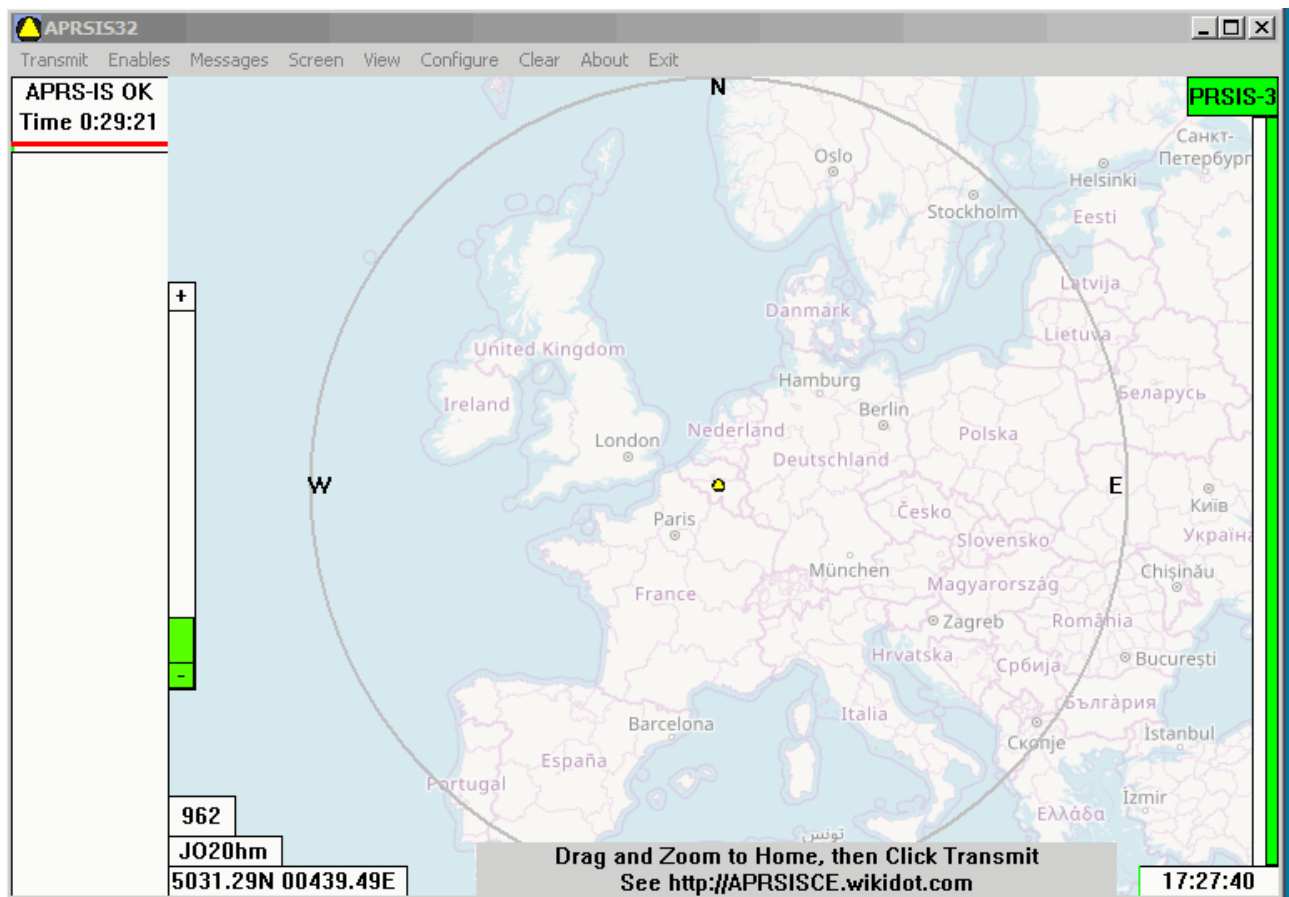 APRSIS32
Transmit Enables Messages Screen View Configure Clear About Exit
APRS-IS OK
Time 0:29:21
N
PRSIS-3
Санкт-
Петербург
Oslo
Helsinki
Stockholm
Eesti
Latvija
+
Danmark
Lietuva
United Kingdom
Hamburg
Беларусь
Ireland
Berlin
Nederland
Polska
London
Deutschland
W
E
Київ
Paris
Česko
Україна
Slovensko
München
Chișinău
Magyarország
France
Zagreb
România
Hrvatska
Србија
București
-
България
Italia
Barcelona
İstanbul
Скопје
España
Portugal
İzmir
962
Ελλάδα
تونس
JO20hm
Drag and Zoom to Home, then Click Transmit
5031.29N 00439.49E
See http://APRSISCE.wikidot.com
17:27:40